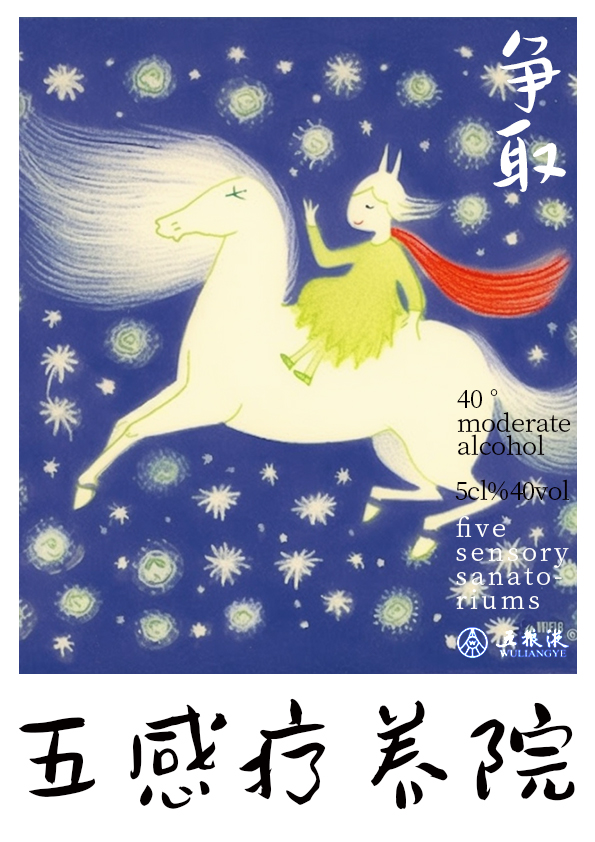 争
取
40 °
moderate
alcohol
5cl%40vol
five
sensory
sanato-
riums
五粮液
WULIANGYE
五感疗养院